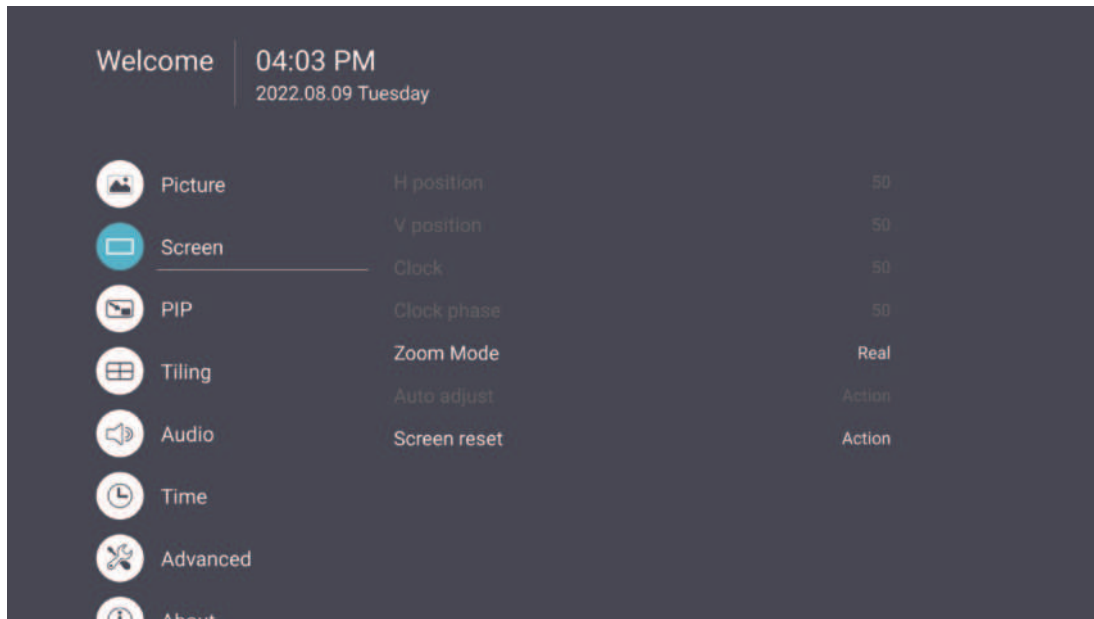 Welcome
04:03 PM
2022.08.09 Tuesday
Picture
Screen
PIP
Tiling
Audio
Time
Advanced
About
H position 50
V position 50
Clock 50
Clock phase 50
Zoom Mode Real
Auto adjust Action
Screen reset Action